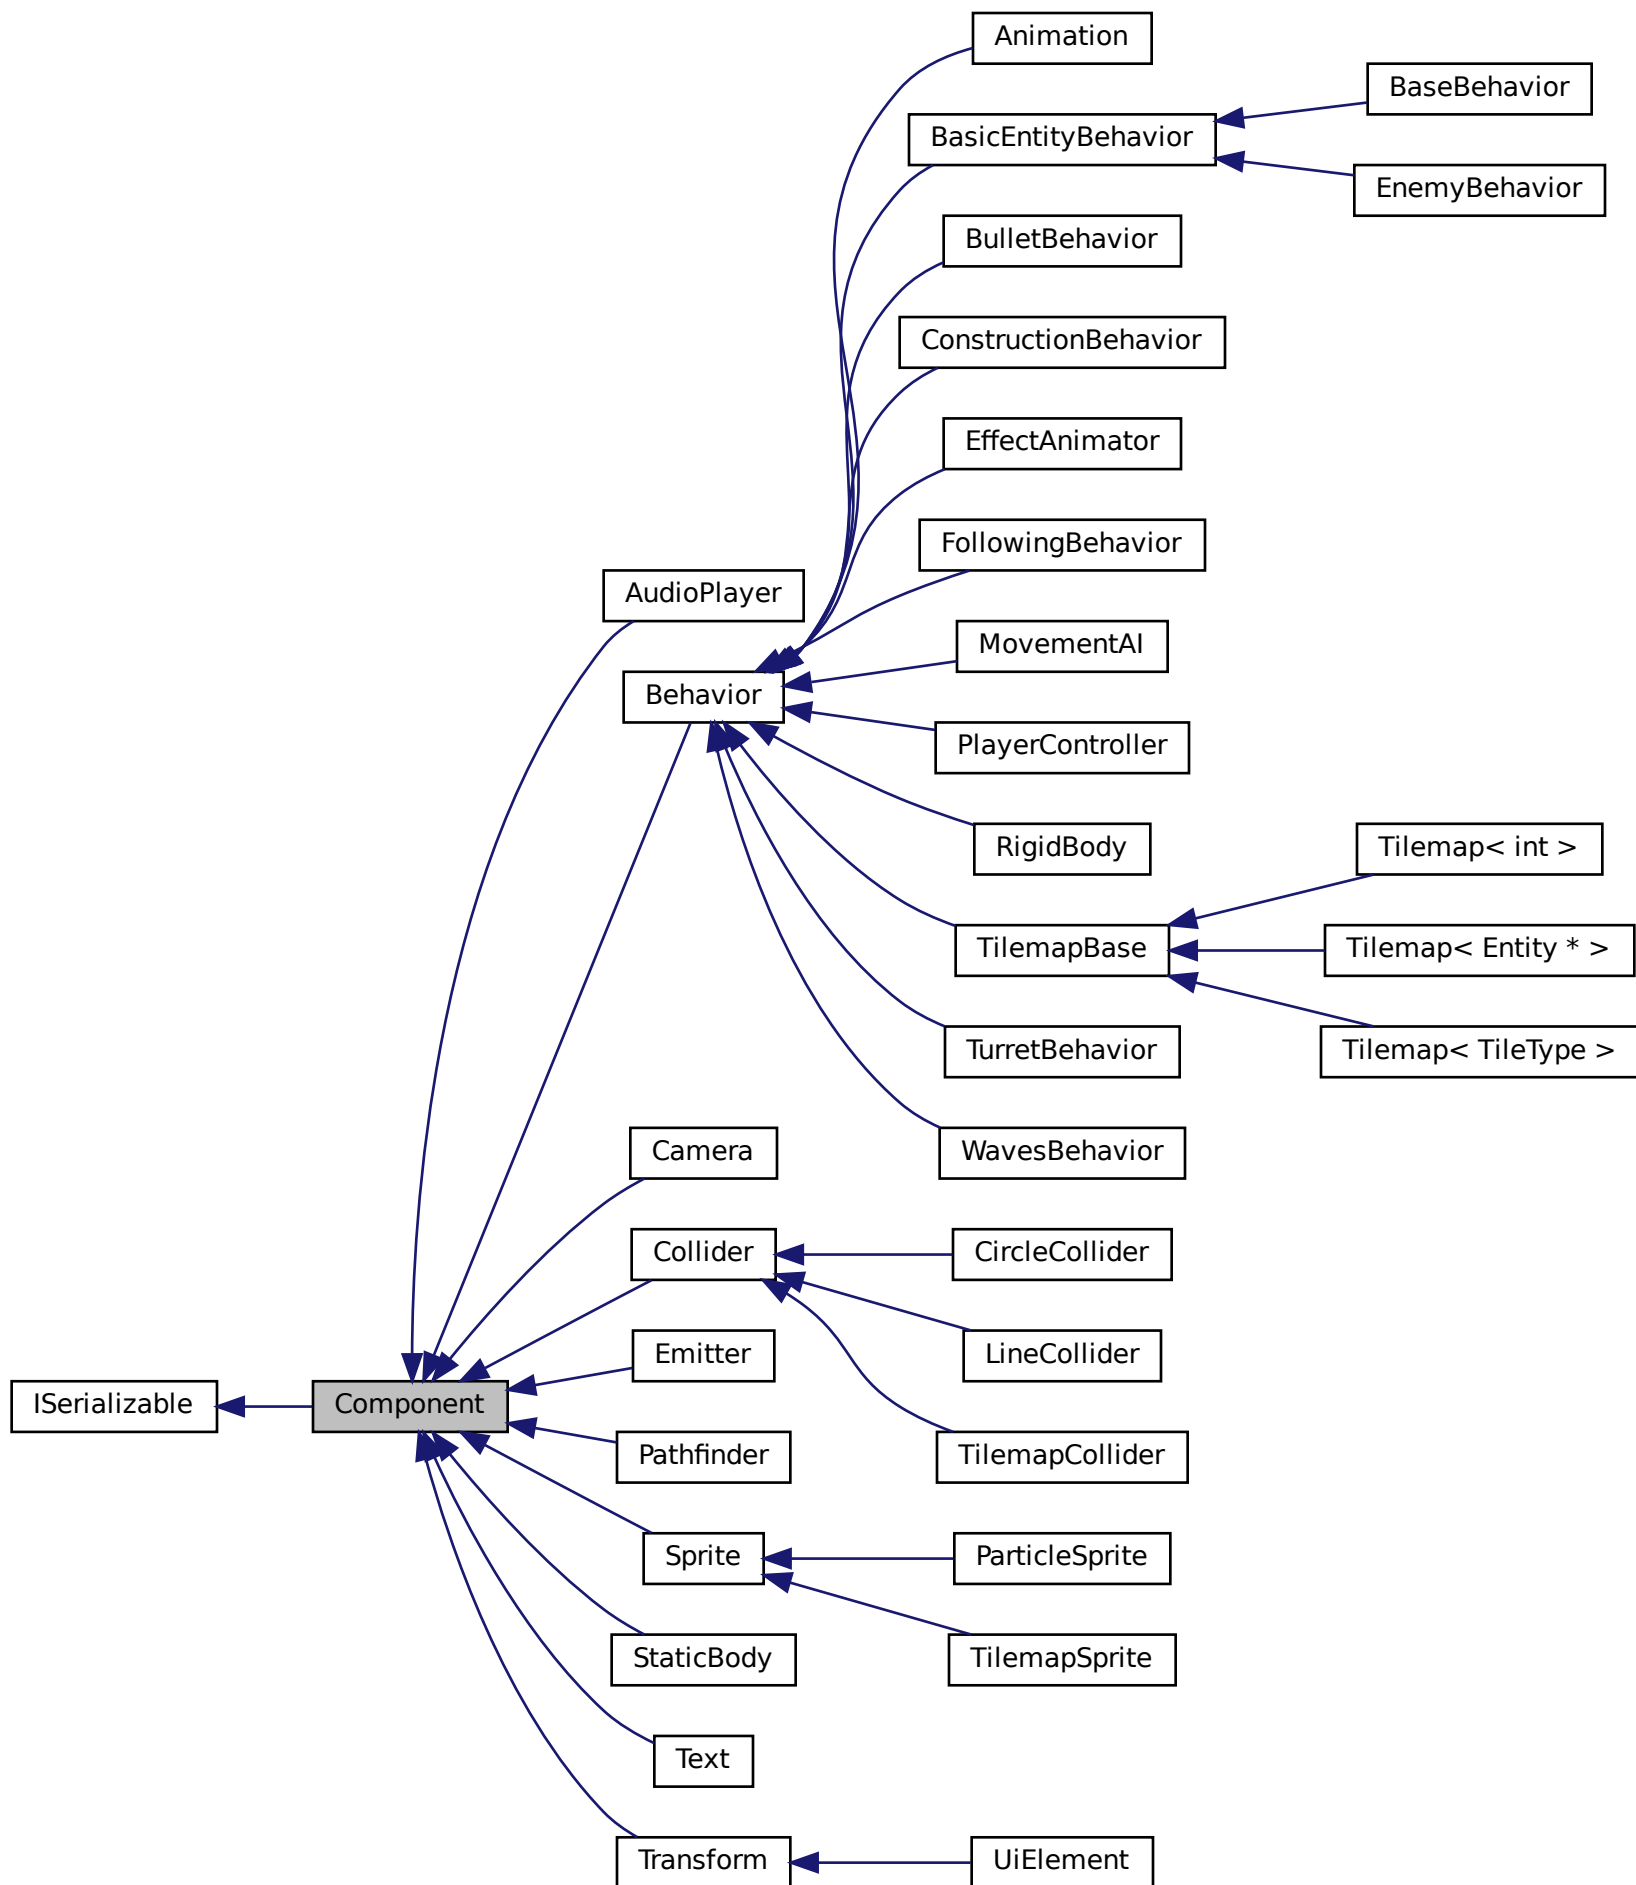 Animation
BaseBehavior
BasicEntityBehavior
EnemyBehavior
BulletBehavior
ConstructionBehavior
EffectAnimator
FollowingBehavior
AudioPlayer
MovementAI
Behavior
PlayerController
RigidBody
Tilemap< int >
TilemapBase
Tilemap< Entity * >
TurretBehavior
Tilemap< TileType >
Camera
WavesBehavior
Collider
CircleCollider
Emitter
LineCollider
ISerializable
Component
Pathfinder
TilemapCollider
Sprite
ParticleSprite
StaticBody
TilemapSprite
Text
Transform
UiElement